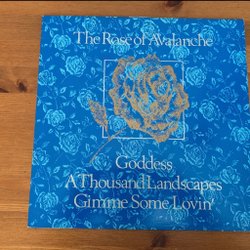 The Rose of Avalanche
Goddess
A Thousand Landscapes
Gimme Some Lovin'